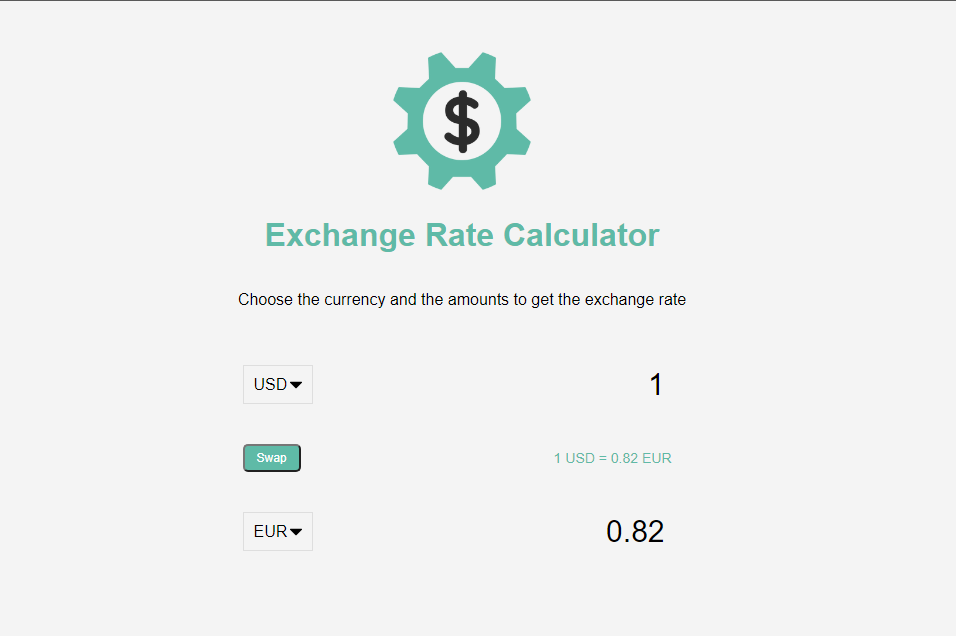 $
Exchange Rate Calculator
Choose the currency and the amounts to get the exchange rate
USD 1
Swap 1 USD = 0.82 EUR
EUR 0.82